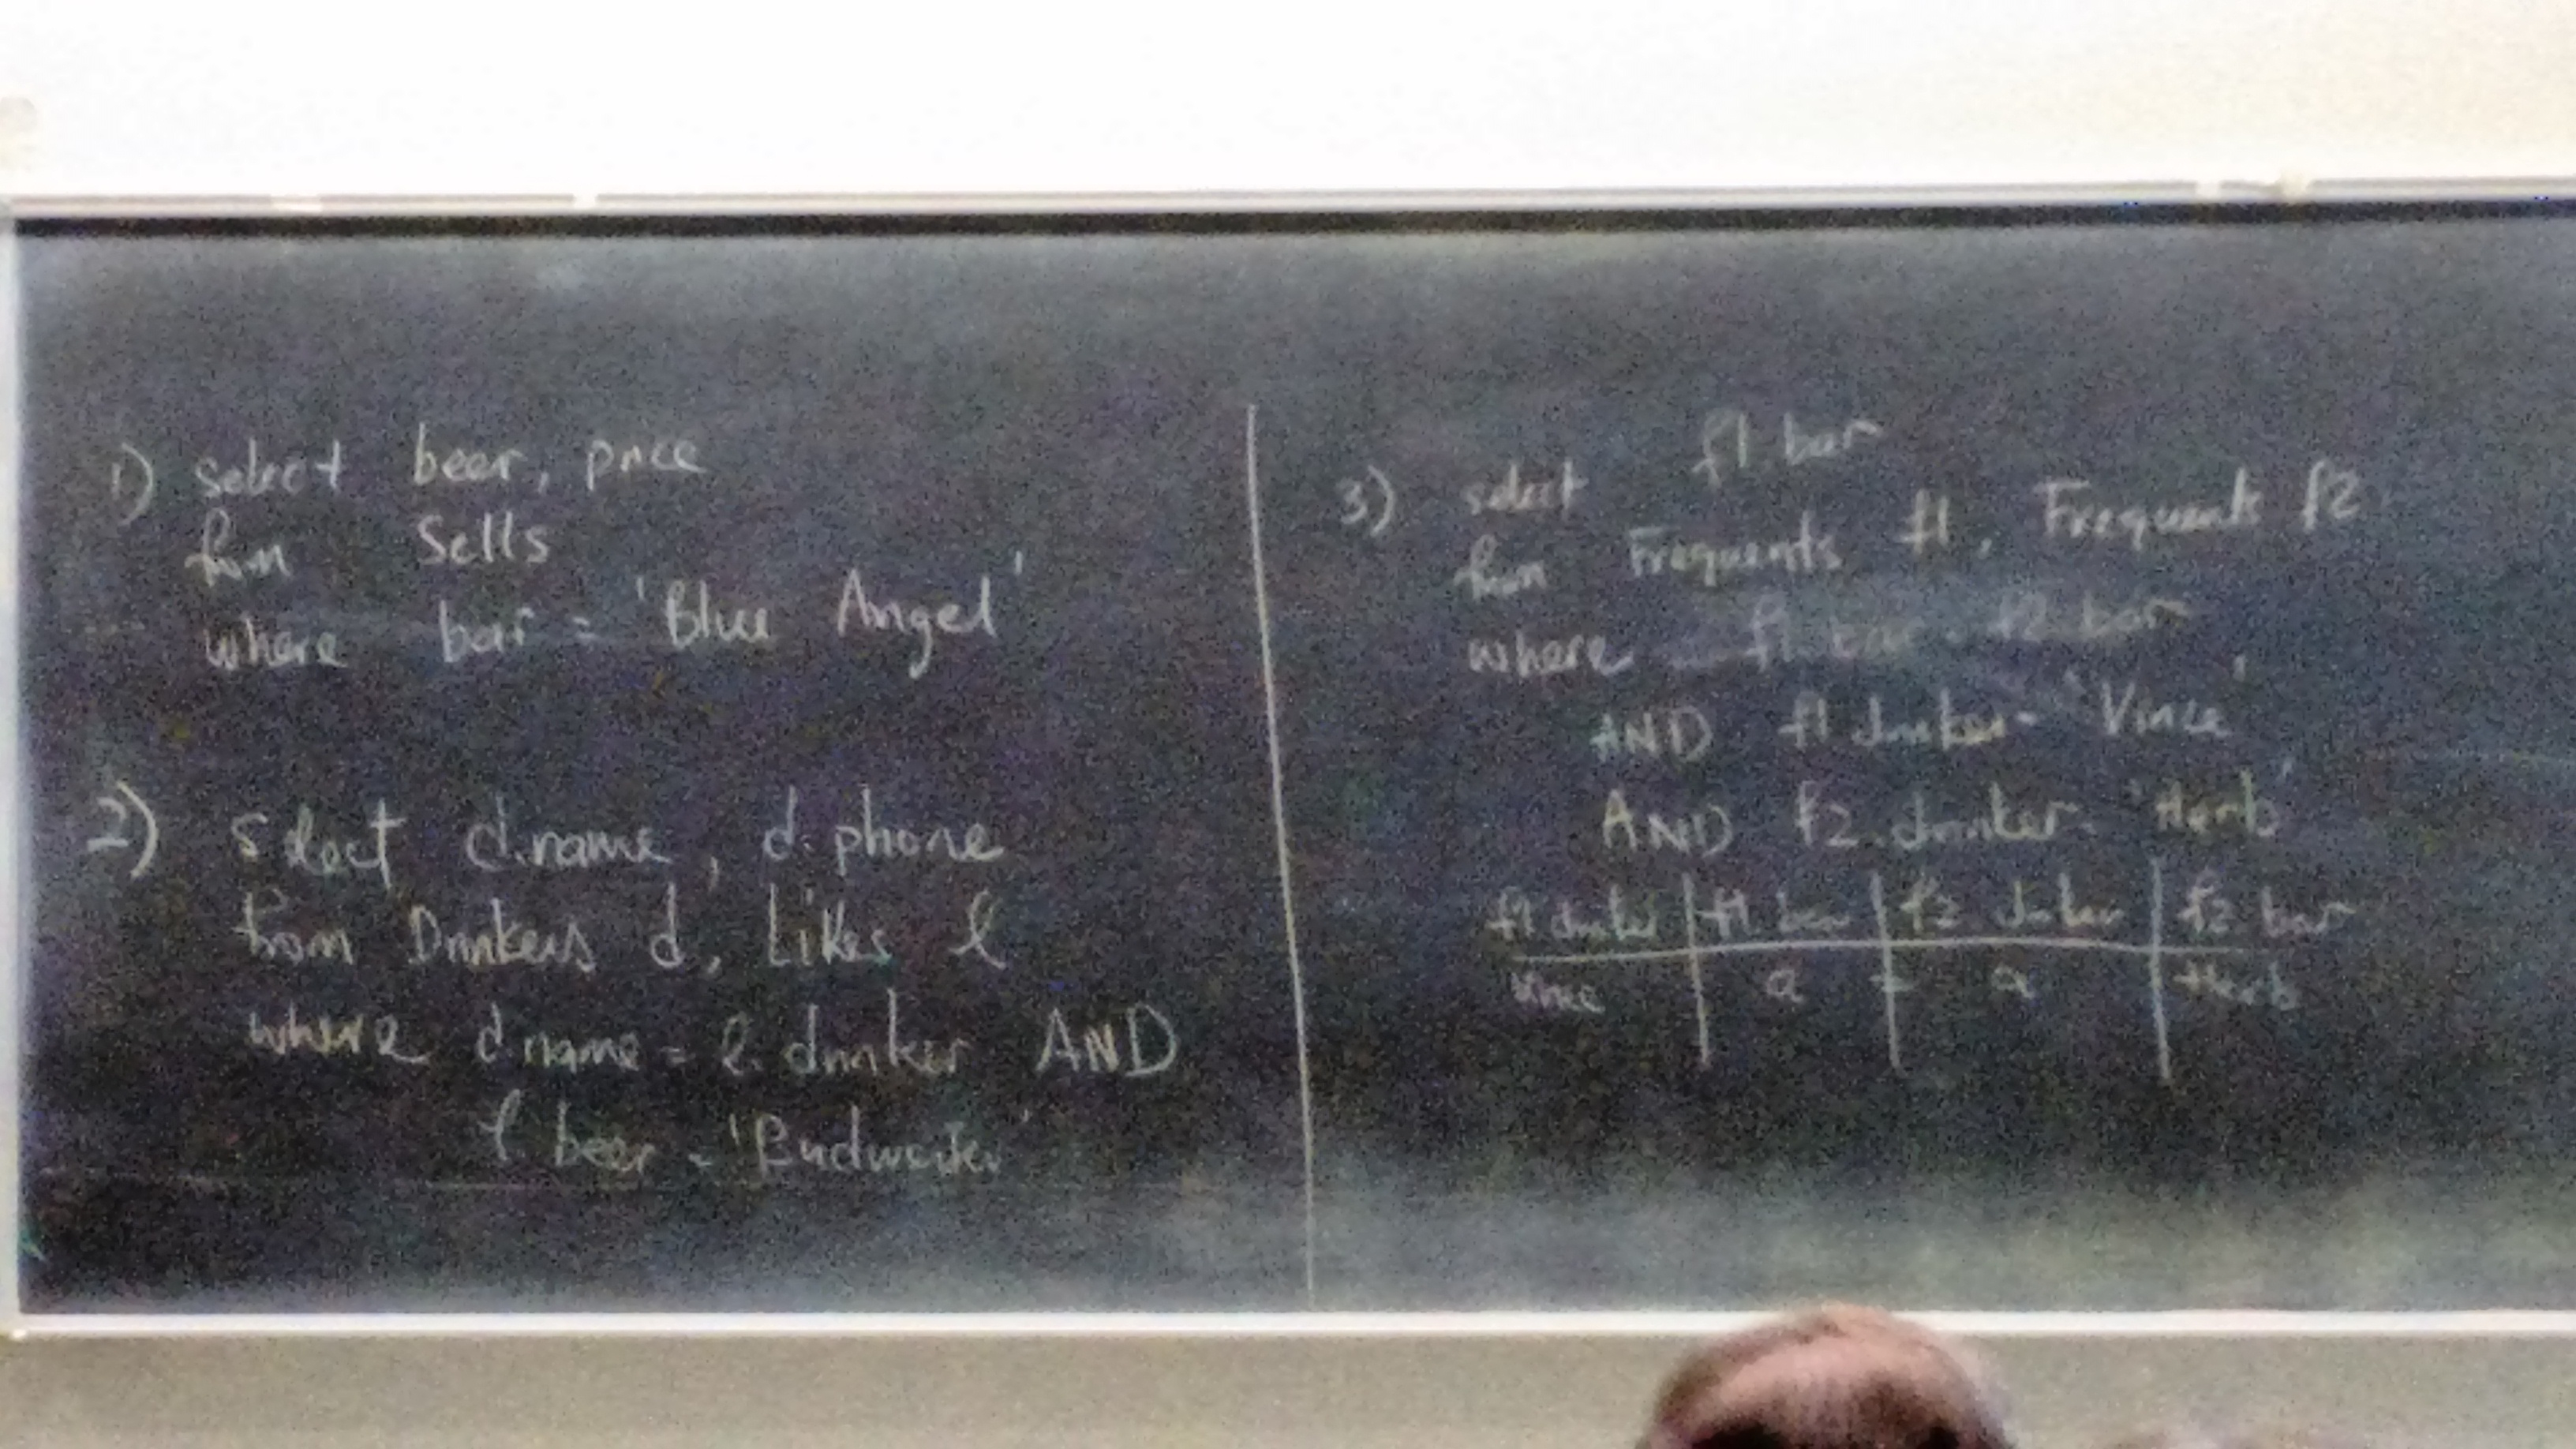 1) select beer, price
from Sells
where bar = 'Blue Angel'
2) select d.name, d.phone
from Drinkers d, Likes l
where d.name = l.drinker AND
l.beer = 'Budweiser'
3) select f1.bar
from Frequents f1, Frequents f2
where f1.bar = f2.bar
AND f1.drinker = 'Vince'
AND f2.drinker = 'Herb'
f1.drinker | f1.bar | f2.drinker | f2.bar
Vince | a = a | Herb